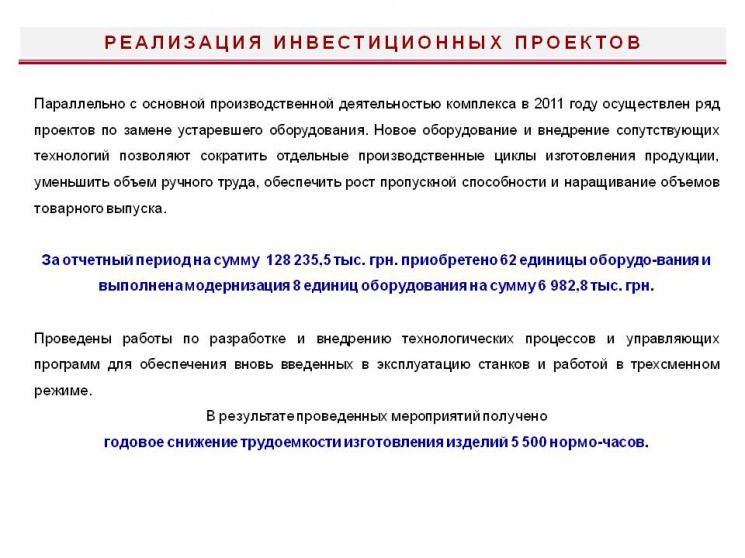 РЕАЛИЗАЦИЯ ИНВЕСТИЦИОННЫХ ПРОЕКТОВ
Параллельно с основной производственной деятельностью комплекса в 2011 году осуществлен ряд
проектов по замене устаревшего оборудования. Новое оборудование и внедрение сопутствующих
технологий позволяют сократить отдельные производственные циклы изготовления продукции,
уменьшить объем ручного труда, обеспечить рост пропускной способности и наращивание объемов
товарного выпуска.
За отчетный период на сумму 128 235,5 тыс. грн. приобретено 62 единицы оборудо-вания и
выполнена модернизация 8 единиц оборудования на сумму 6 982,8 тыс. грн.
Проведены работы по разработке и внедрению технологических процессов и управляющих
программ для обеспечения вновь введенных в эксплуатацию станков и работой в трехсменном
режиме.
В результате проведенных мероприятий получено
годовое снижение трудоемкости изготовления изделий 5 500 нормо-часов.